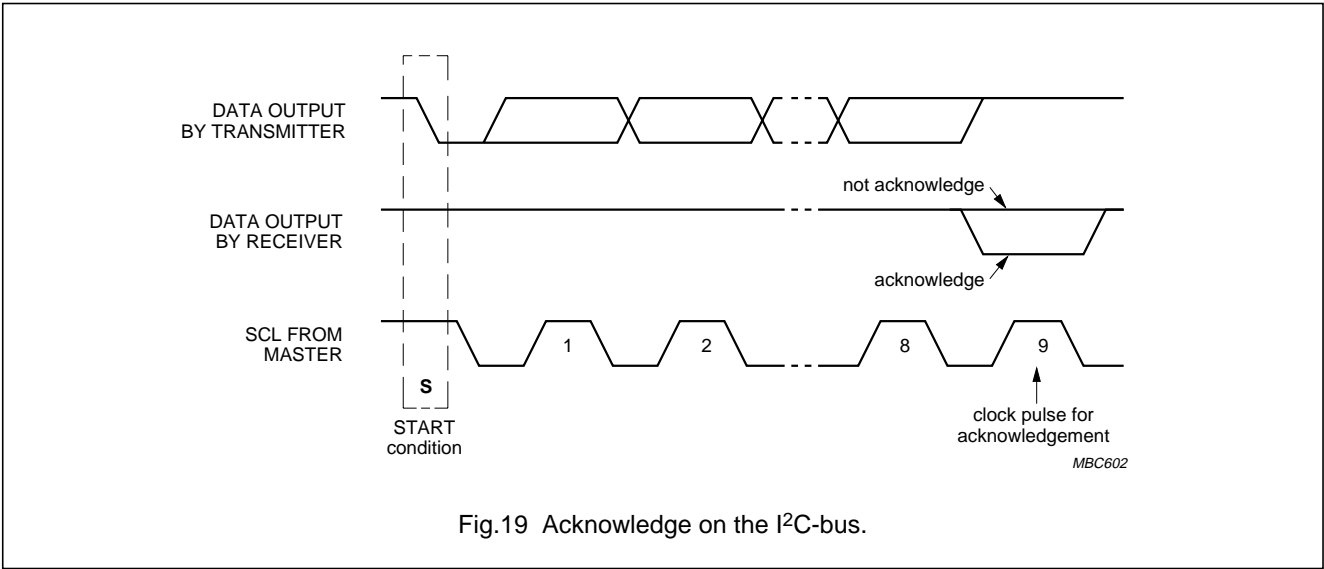 DATA OUTPUT
BY TRANSMITTER
not acknowledge
DATA OUTPUT
BY RECEIVER
acknowledge
SCL FROM
MASTER
1
2
8
9
S
START
condition
clock pulse for
acknowledgement
MBC602
Fig.19 Acknowledge on the I²C-bus.